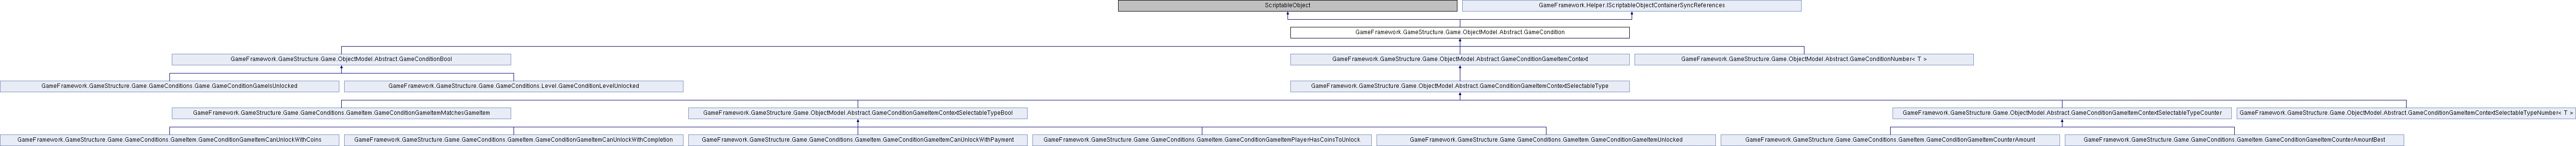 ScriptableObject
GameFramework.Helper.IScriptableObjectContainerSyncReferences
GameFramework.GameStructure.Game.ObjectModel.Abstract.GameCondition
GameFramework.GameStructure.Game.ObjectModel.Abstract.GameConditionBool
GameFramework.GameStructure.Game.ObjectModel.Abstract.GameConditionGameItemContext
GameFramework.GameStructure.Game.ObjectModel.Abstract.GameConditionNumber< T >
GameFramework.GameStructure.Game.GameConditions.Game.GameConditionGameIsUnlocked
GameFramework.GameStructure.Game.GameConditions.Level.GameConditionLevelUnlocked
GameFramework.GameStructure.Game.ObjectModel.Abstract.GameConditionGameItemContextSelectableType
GameFramework.GameStructure.Game.GameConditions.GameItem.GameConditionGameItemMatchesGameItem
GameFramework.GameStructure.Game.ObjectModel.Abstract.GameConditionGameItemContextSelectableTypeBool
GameFramework.GameStructure.Game.ObjectModel.Abstract.GameConditionGameItemContextSelectableTypeCounter
GameFramework.GameStructure.Game.ObjectModel.Abstract.GameConditionGameItemContextSelectableTypeNumber< T >
GameFramework.GameStructure.Game.GameConditions.GameItem.GameConditionGameItemCanUnlockWithCoins
GameFramework.GameStructure.Game.GameConditions.GameItem.GameConditionGameItemCanUnlockWithCompletion
GameFramework.GameStructure.Game.GameConditions.GameItem.GameConditionGameItemCanUnlockWithPayment
GameFramework.GameStructure.Game.GameConditions.GameItem.GameConditionGameItemPlayerHasCoinsToUnlock
GameFramework.GameStructure.Game.GameConditions.GameItem.GameConditionGameItemUnlocked
GameFramework.GameStructure.Game.GameConditions.GameItem.GameConditionGameItemCounterAmount
GameFramework.GameStructure.Game.GameConditions.GameItem.GameConditionGameItemCounterAmountBest